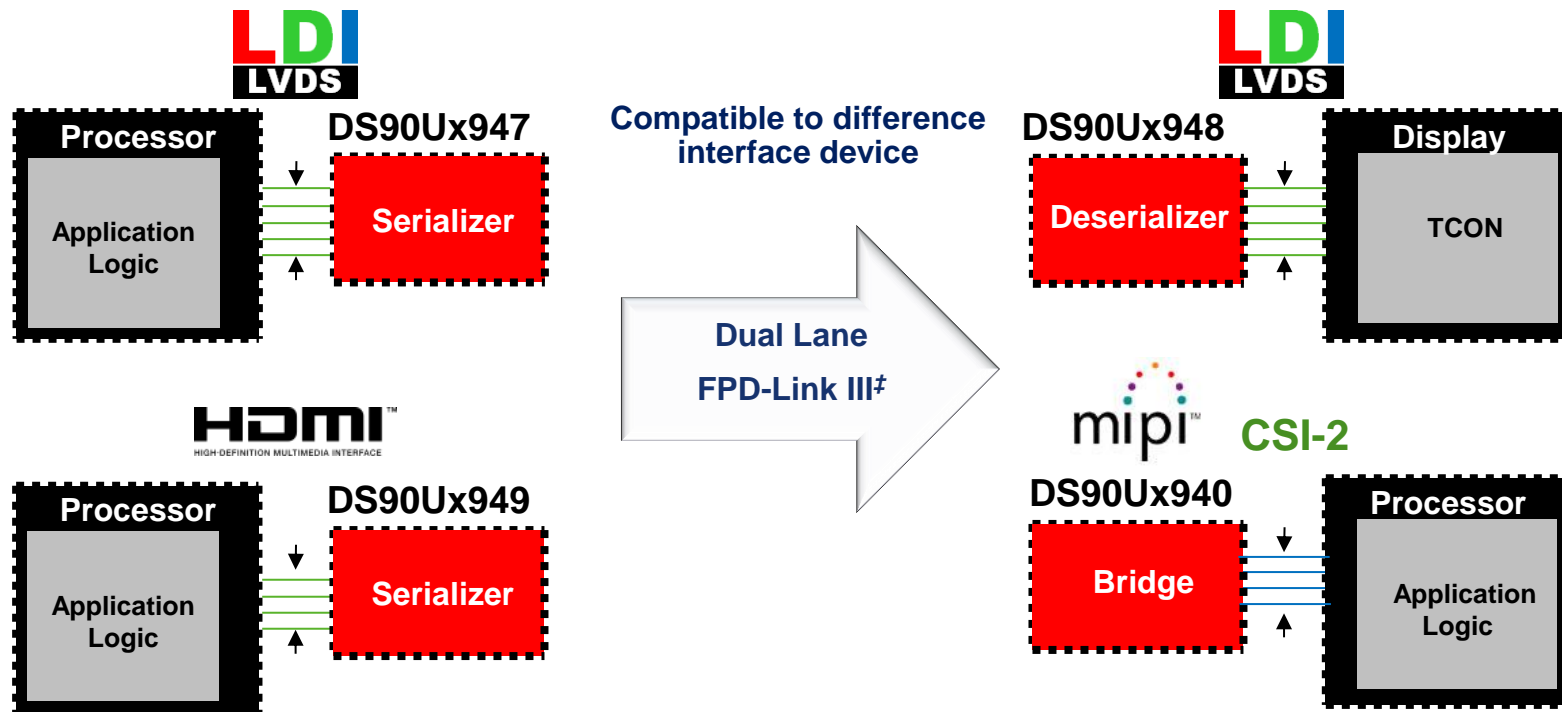 LDI
LVDS
Processor
Application
Logic
DS90Ux947
Serializer
HDMI™
HIGH-DEFINITION MULTIMEDIA INTERFACE
Processor
Application
Logic
DS90Ux949
Serializer
Compatible to difference
interface device
Dual Lane
FPD-Link III‡
LDI
LVDS
DS90Ux948
Deserializer
Display
TCON
mipi™
CSI-2
DS90Ux940
Bridge
Processor
Application
Logic